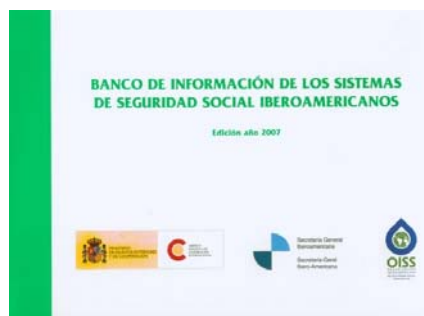 BANCO DE INFORMACIÓN DE LOS SISTEMAS
DE SEGURIDAD SOCIAL IBEROAMERICANOS
Edición año 2007
Secretaría General
Iberoamericana
Secretaria-Geral
Ibero-Americana
OISS